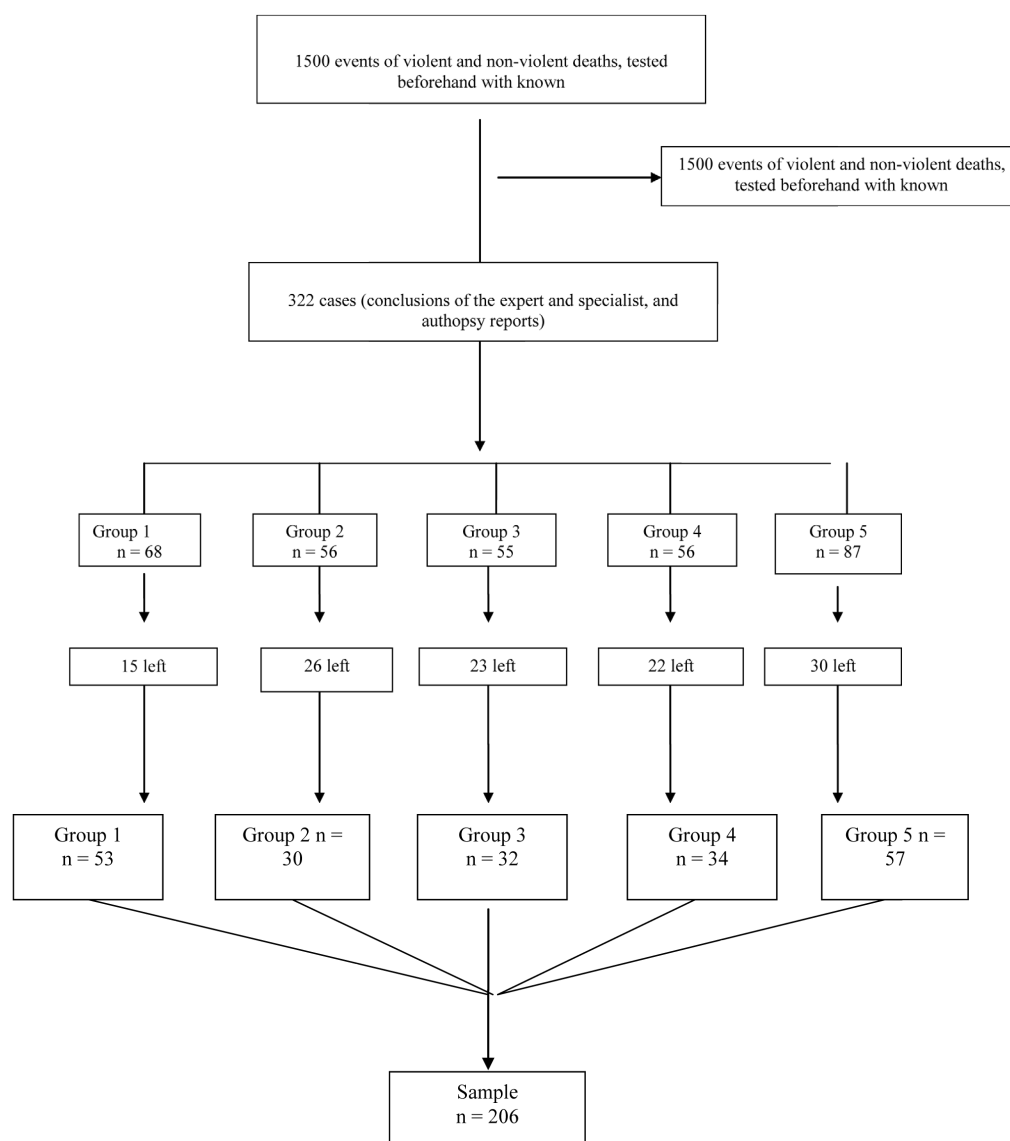 1500 events of violent and non-violent deaths, tested
beforehand with known
1500 events of violent and non-violent deaths,
tested beforehand with known
322 cases (conclusions of the expert and specialist, and
authopsy reports)
Group 1
n = 68
Group 2
n = 56
Group 3
n = 55
Group 4
n = 56
Group 5
n = 87
15 left
26 left
23 left
22 left
30 left
Group 1
n = 53
Group 2 n =
30
Group 3
n = 32
Group 4
n = 34
Group 5 n =
57
Sample
n = 206